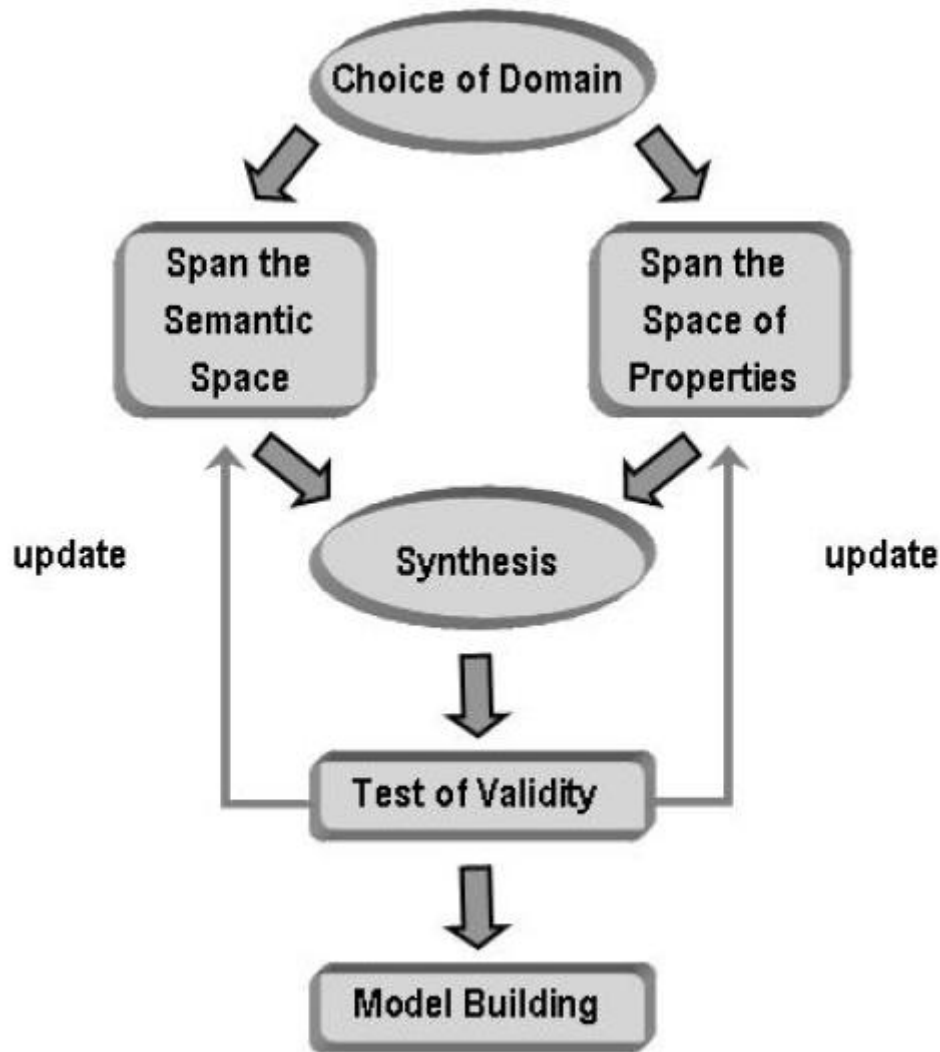 Choice of Domain
Span the
Semantic
Space
Span the
Space of
Properties
update
Synthesis
update
Test of Validity
Model Building